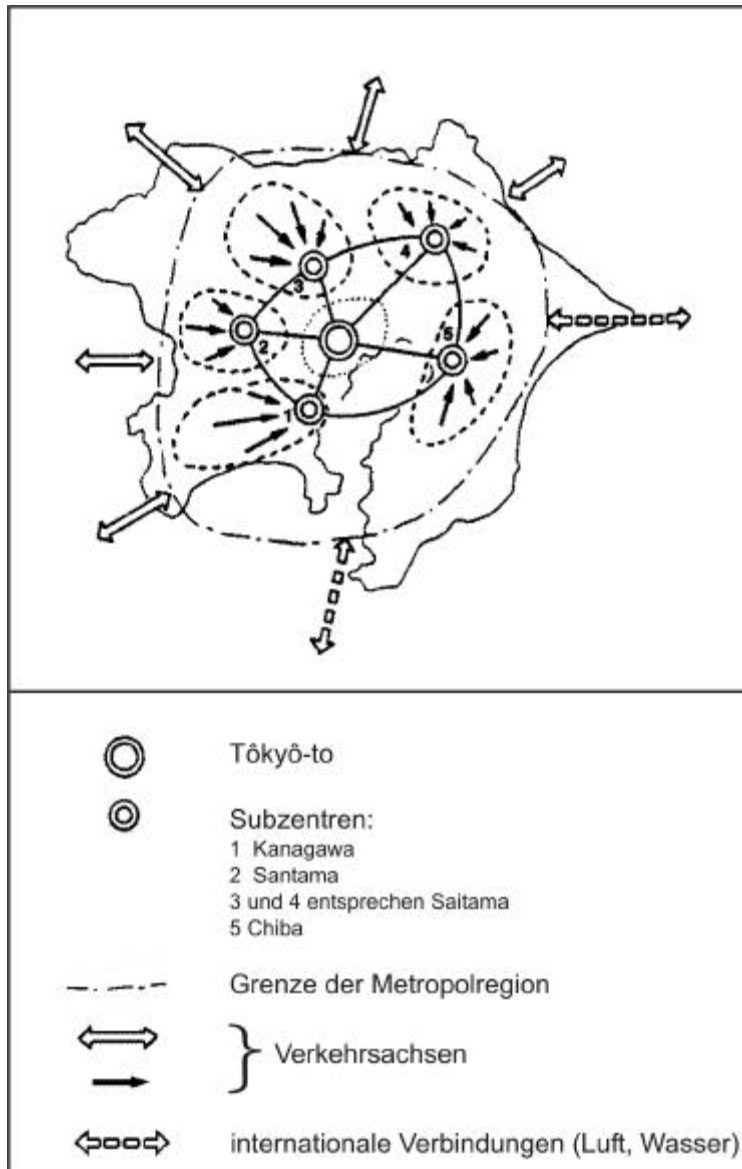 4
3
5
2
1
Tôkyô-to
Subzentren:
1 Kanagawa
2 Santama
3 und 4 entsprechen Saitama
5 Chiba
Grenze der Metropolregion
Verkehrsachsen
internationale Verbindungen (Luft, Wasser)